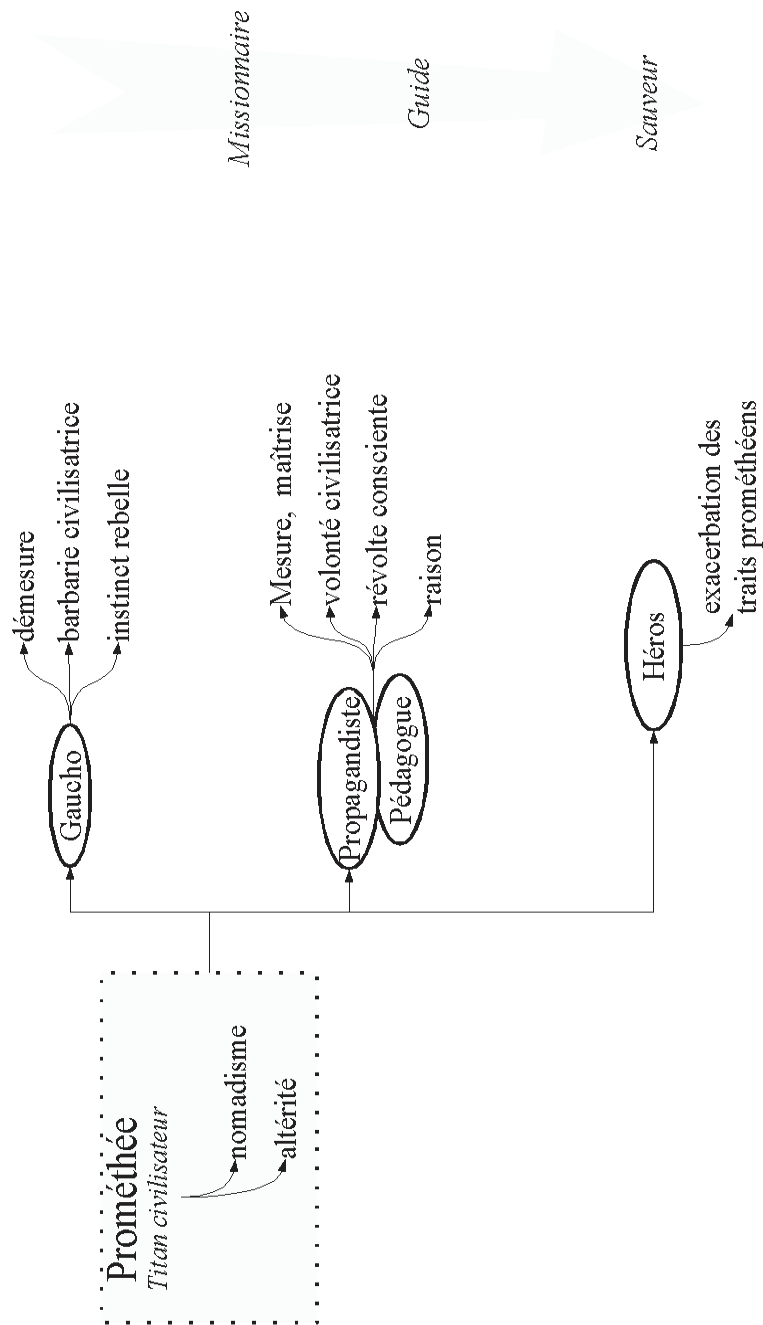 Prométhée
Titan civilisateur
nomadisme
altérité
Gaucho
démesure
barbarie civilisatrice
instinct rebelle
Missionnaire
Propagandiste
Pédagogue
Mesure, maîtrise
volonté civilisatrice
révolte consciente
raison
Guide
Héros
exacerbation des
traits prométhéens
Sauveur